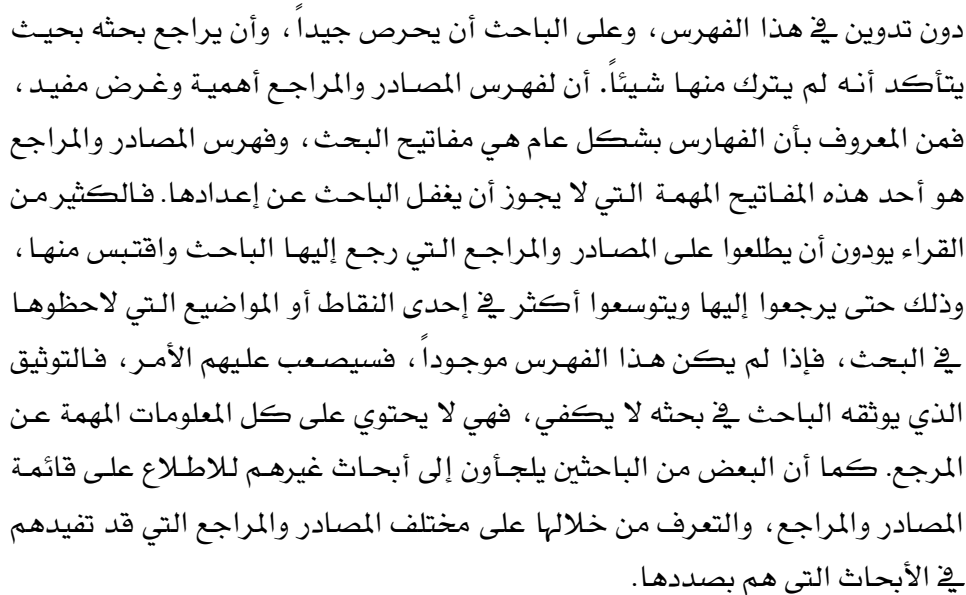 دون تدوين في هذا الفهرس، وعلى الباحث أن يحرص جيداً، وأن يراجع بحثه بحيث
يتأكد أنه لم يترك منها شيئاً. أن لفهرس المصادر والمراجع أهمية وغرض مفيد،
فمن المعروف بأن الفهارس بشكل عام هي مفاتيح البحث، وفهرس المصادر والمراجع
هو أحد هذه المفاتيح المهمة التي لا يجوز أن يغفل الباحث عن إعدادها. فالكثير من
القراء يودون أن يطلعوا على المصادر والمراجع التي رجع إليها الباحث واقتبس منها،
وذلك حتى يرجعوا إليها ويتوسعوا أكثر في إحدى النقاط أو المواضيع التي لاحظوها
في البحث، فإذا لم يكن هذا الفهرس موجوداً، فسيصعب عليهم الأمر، فالتوثيق
الذي يوثقه الباحث في بحثه لا يكفي، فهي لا يحتوي على كل المعلومات المهمة عن
المرجع. كما أن البعض من الباحثين يلجأون إلى أبحاث غيرهم للاطلاع على قائمة
المصادر والمراجع، والتعرف من خلالها على مختلف المصادر والمراجع التي قد تفيدهم
في الأبحاث التي هم بصددها.